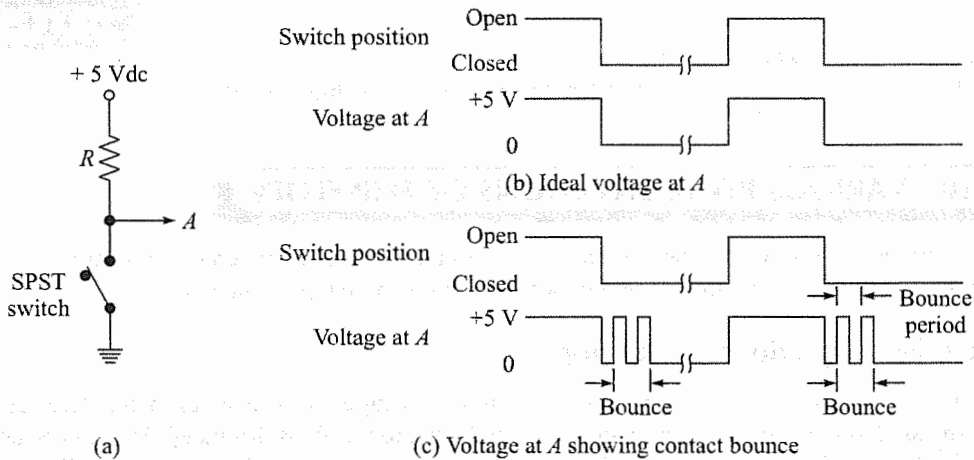 + 5 Vdc
R
A
SPST
switch
(a)
Switch position
Open
Closed
Voltage at A
+5 V
0
(b) Ideal voltage at A
Switch position
Open
Closed
Bounce
period
Voltage at A
+5 V
0
Bounce
Bounce
(c) Voltage at A showing contact bounce